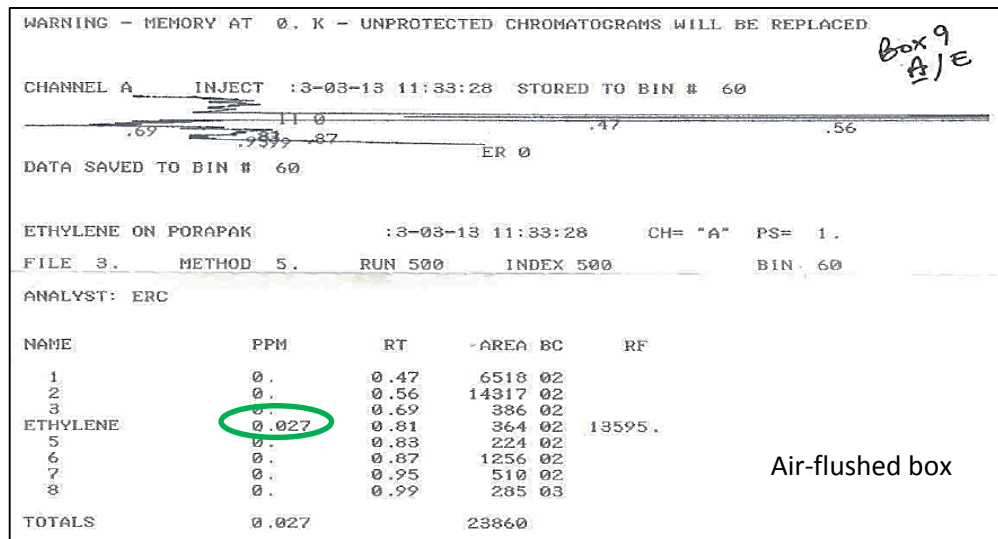 WARNING - MEMORY AT 0. K - UNPROTECTED CHROMATOGRAMS WILL BE REPLACED
Box 9
A/E
CHANNEL A INJECT :3-03-13 11:33:28 STORED TO BIN # 60
11 0
.69 .47 .56
.83 .87
ER 0
DATA SAVED TO BIN # 60
ETHYLENE ON PORAPAK :3-03-13 11:33:28 CH= "A" PS= 1.
FILE 3. METHOD 5. RUN 500 INDEX 500 BIN 60
ANALYST: ERC
NAME PPM RT AREA BC RF
1 0. 0.47 6518 02
2 0. 0.56 14317 02
3 0. 0.69 386 02
ETHYLENE 0.027 0.81 364 02 13595.
5 0. 0.83 224 02
6 0. 0.87 1256 02
7 0. 0.95 510 02
8 0. 0.99 285 03
Air-flushed box
TOTALS 0.027 23860